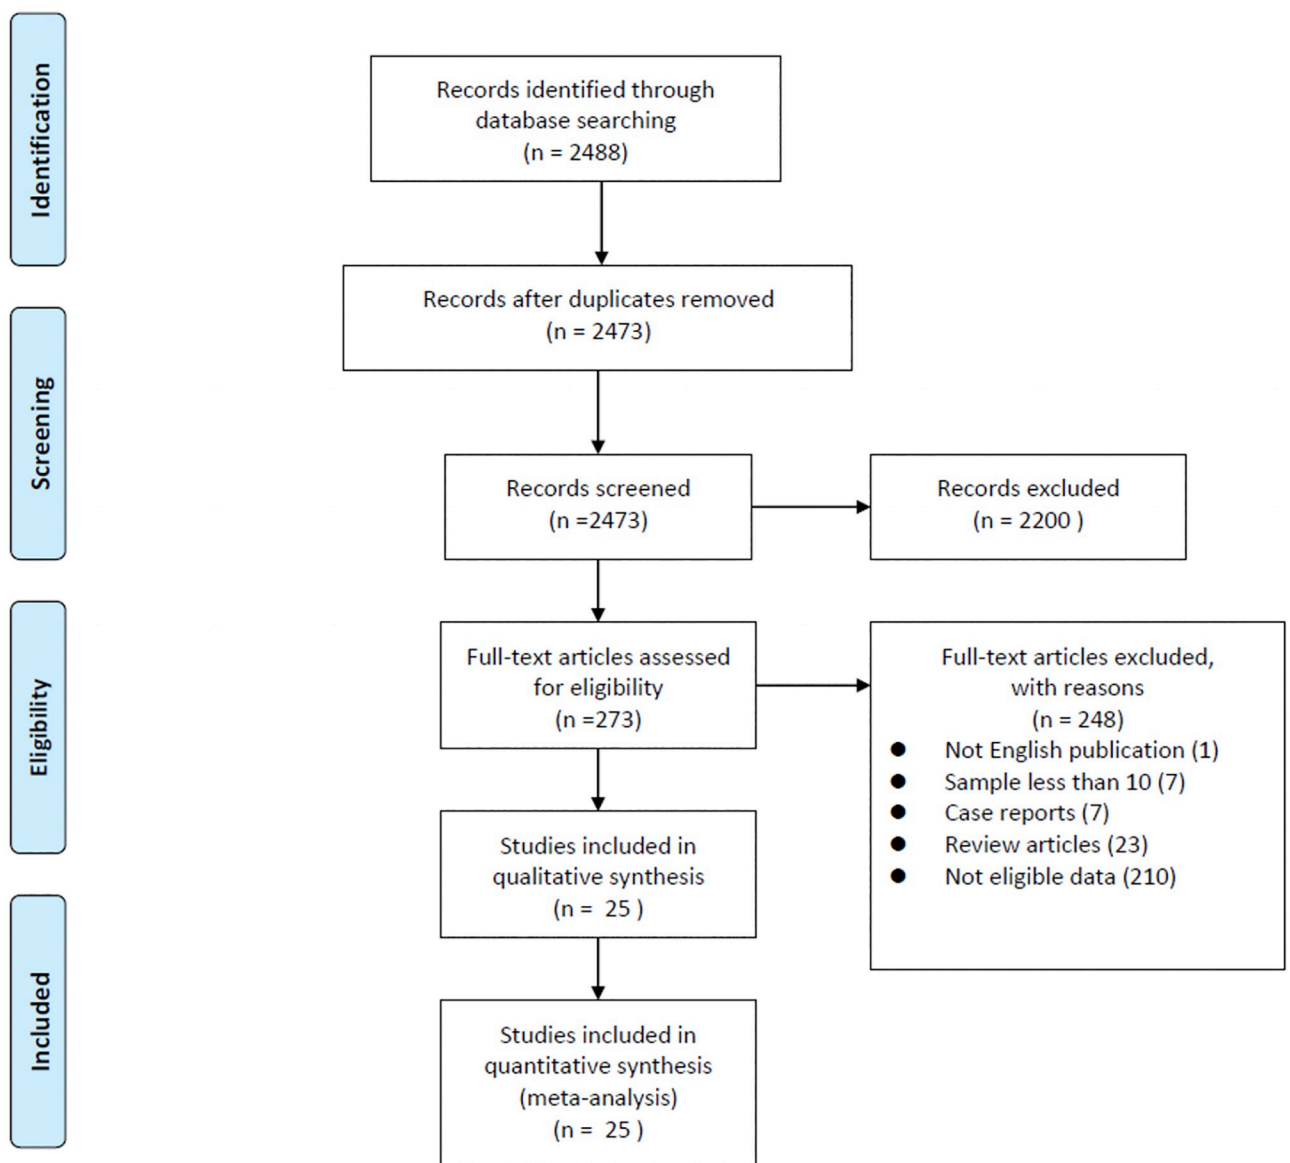 Identification
Records identified through
database searching
(n = 2488)
Records after duplicates removed
(n = 2473)
Screening
Records screened
(n =2473)
Records excluded
(n = 2200 )
Eligibility
Full-text articles assessed
for eligibility
(n =273)
Full-text articles excluded,
with reasons
(n = 248)
● Not English publication (1)
● Sample less than 10 (7)
● Case reports (7)
● Review articles (23)
● Not eligible data (210)
Studies included in
qualitative synthesis
(n = 25 )
Included
Studies included in
quantitative synthesis
(meta-analysis)
(n = 25 )